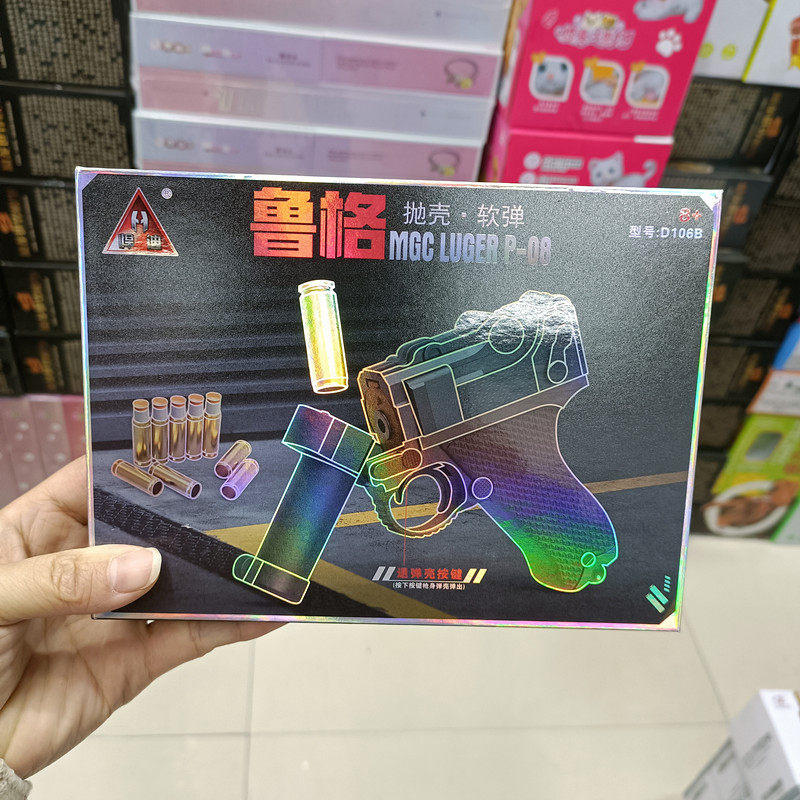 鲁格
抛壳·软弹
MGC LUGER P-08
8+
型号:D106B
退弹壳按键
(按下按键枪身弹壳弹出)